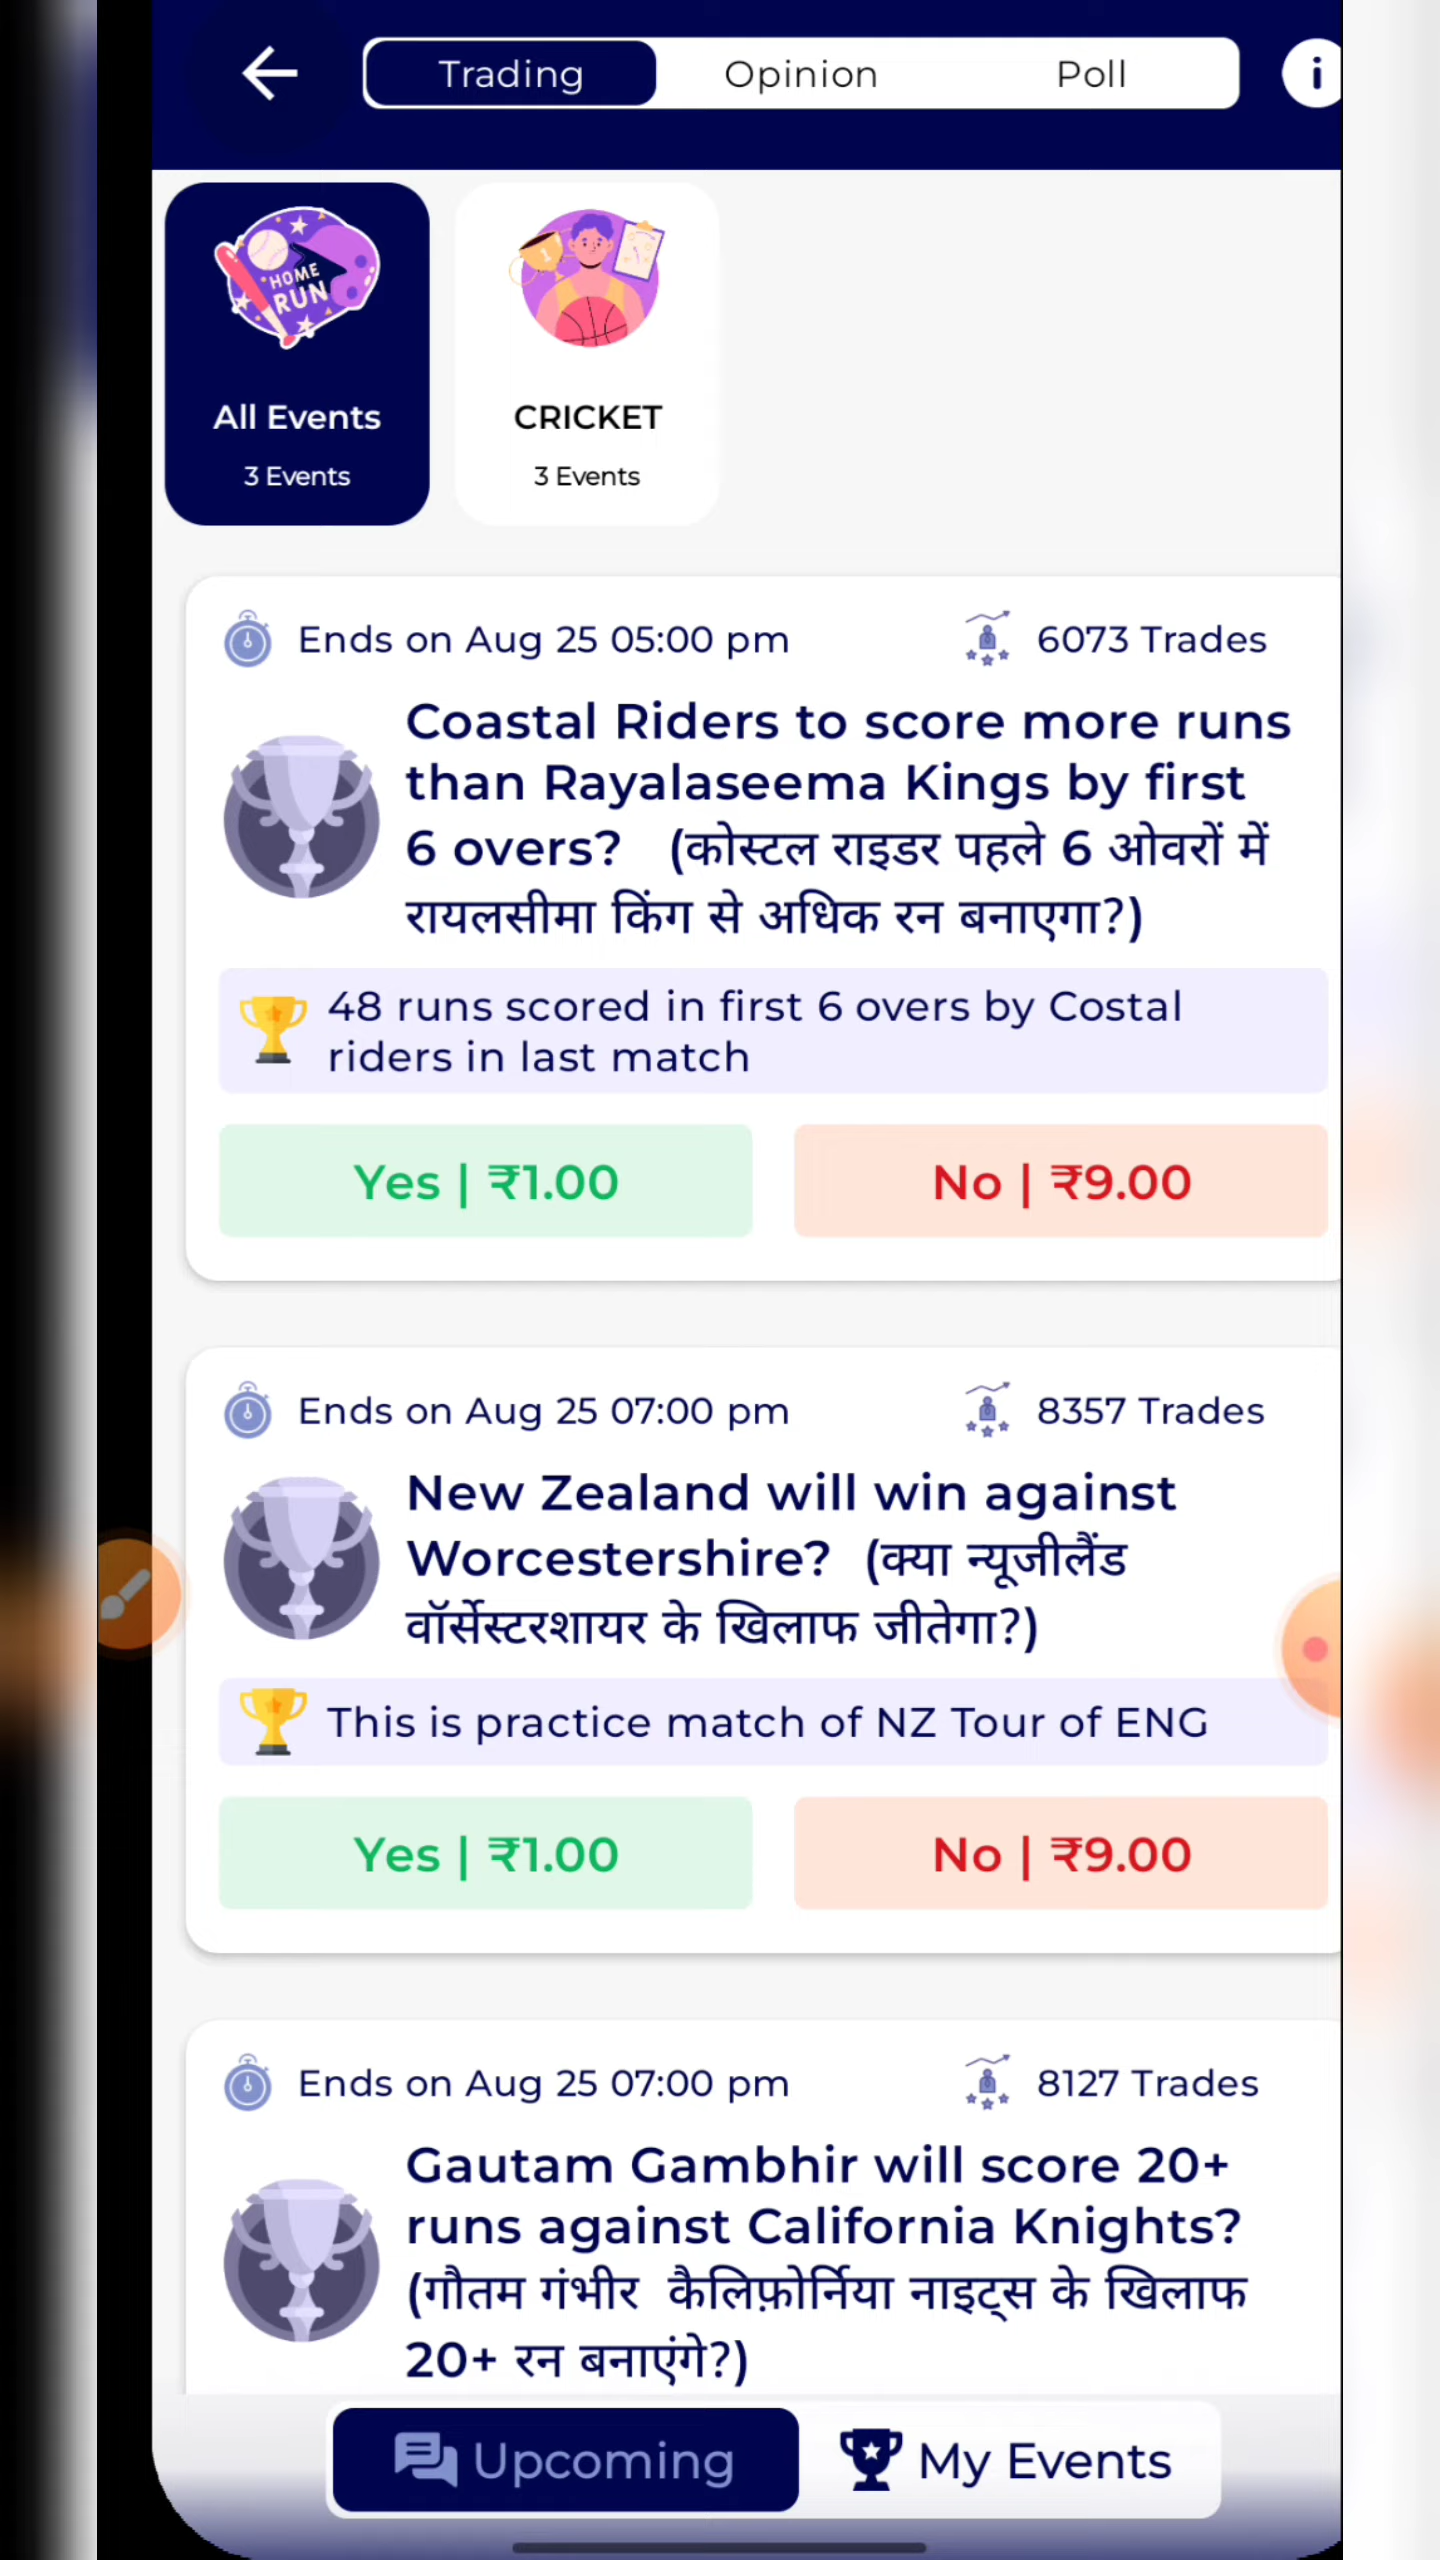 Trading Opinion Poll i
HOME
RUN
1
All Events CRICKET
3 Events 3 Events
Ends on Aug 25 05:00 pm 6073 Trades
Coastal Riders to score more runs
than Rayalaseema Kings by first
6 overs? (कोस्टल राइडर पहले 6 ओवरों में
रायलसीमा किंग से अधिक रन बनाएगा?)
48 runs scored in first 6 overs by Costal
riders in last match
Yes | ₹1.00 No | ₹9.00
Ends on Aug 25 07:00 pm 8357 Trades
New Zealand will win against
Worcestershire? (क्या न्यूजीलैंड
वॉर्सेस्टरशायर के खिलाफ जीतेगा?)
This is practice match of NZ Tour of ENG
Yes | ₹1.00 No | ₹9.00
Ends on Aug 25 07:00 pm 8127 Trades
Gautam Gambhir will score 20+
runs against California Knights?
(गौतम गंभीर कैलिफ़ोर्निया नाइट्स के खिलाफ
20+ रन बनाएंगे?)
Upcoming My Events